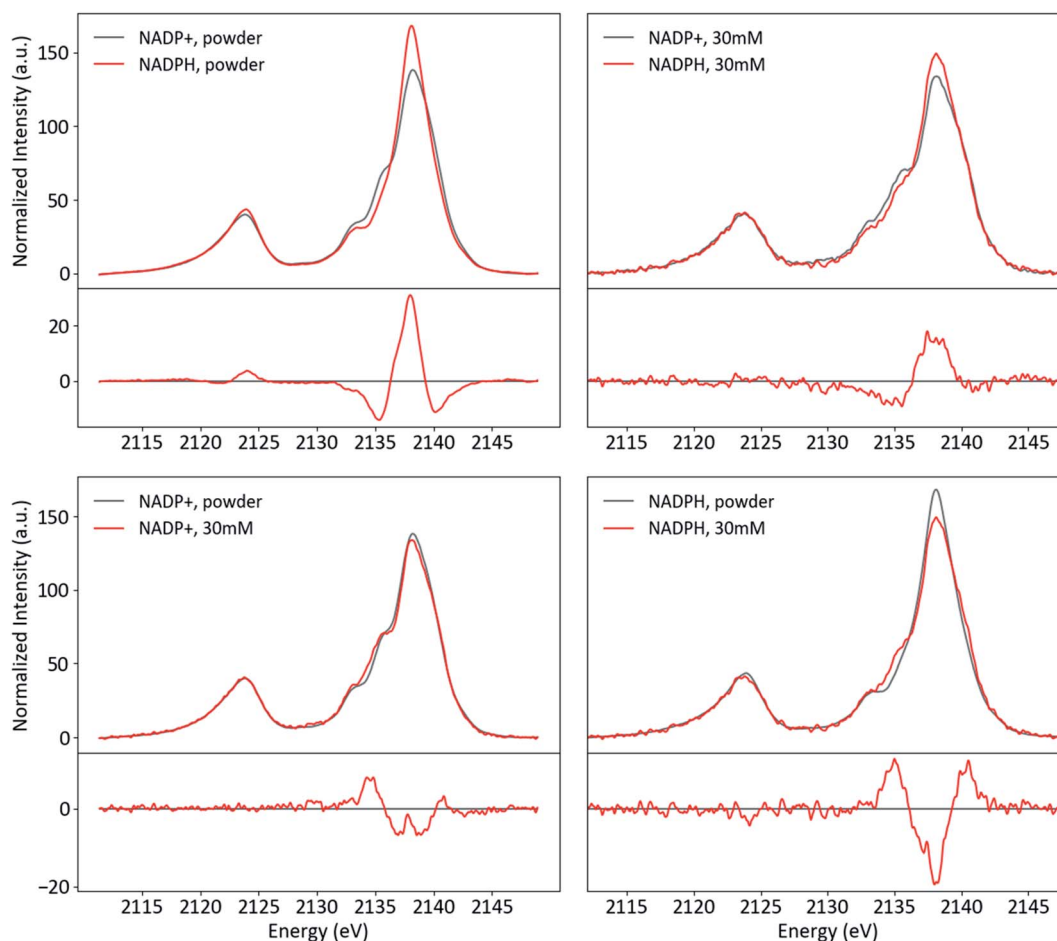 Normalized Intensity (a.u.)
150
100
50
0
20
0
NADP+, powder
NADPH, powder
2115 2120 2125 2130 2135 2140 2145
NADP+, 30mM
NADPH, 30mM
2115 2120 2125 2130 2135 2140 2145
Normalized Intensity (a.u.)
150
100
50
0
0
−20
NADP+, powder
NADP+, 30mM
2115 2120 2125 2130 2135 2140 2145
Energy (eV)
NADPH, powder
NADPH, 30mM
2115 2120 2125 2130 2135 2140 2145
Energy (eV)